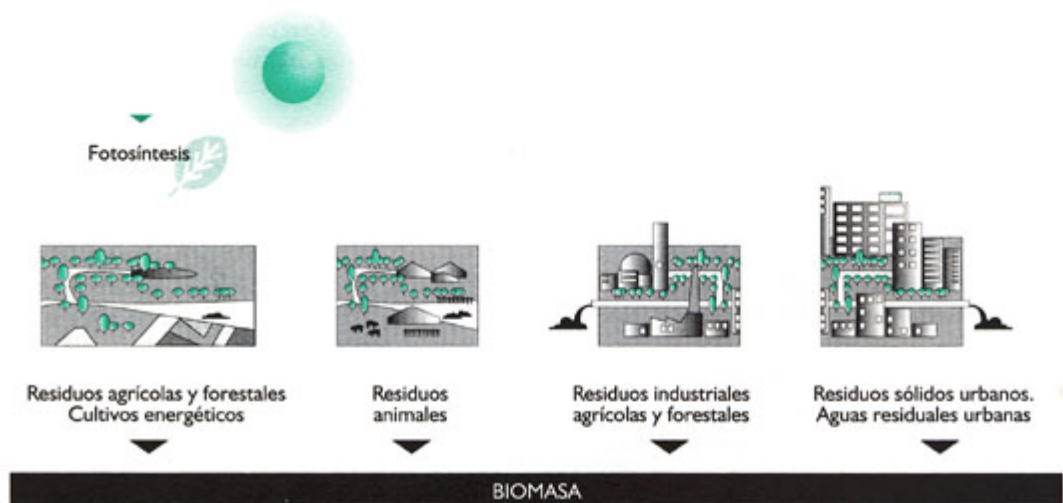 Fotosíntesis
Residuos agrícolas y forestales
Cultivos energéticos
Residuos
animales
Residuos industriales
agrícolas y forestales
Residuos sólidos urbanos.
Aguas residuales urbanas
BIOMASA